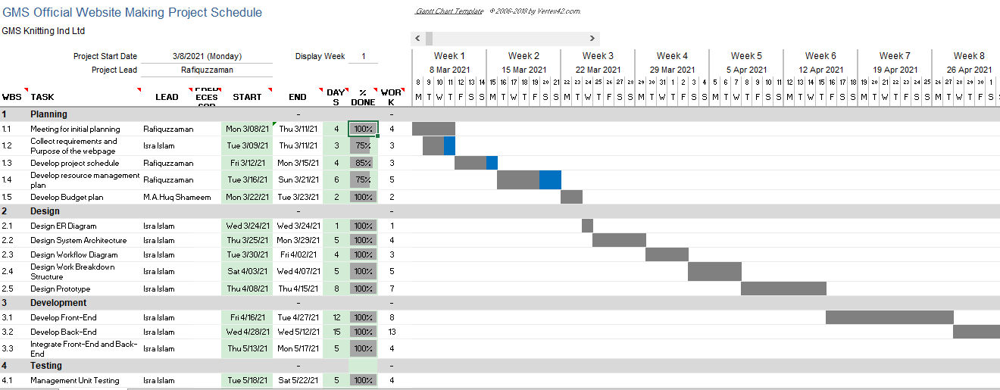 GMS Official Website Making Project Schedule
Gantt Chart Template © 2006-2018 by Vertex42.com.
GMS Knitting Ind Ltd
Project Start Date 3/8/2021 (Monday) Display Week 1 Week 1 Week 2 Week 3 Week 4 Week 5 Week 6 Week 7 Week 8
Project Lead Rafiquzzaman 8 Mar 2021 15 Mar 2021 22 Mar 2021 29 Mar 2021 5 Apr 2021 12 Apr 2021 19 Apr 2021 26 Apr 2021
8 9 10 11 12 13 14 15 16 17 18 19 20 21 22 23 24 25 26 27 28 29 30 31 1 2 3 4 5 6 7 8 9 10 11 12 13 14 15 16 17 18 19 20 21 22 23 24 25 26 27 28 29 30 1
WBS TASK LEAD PREDECESSOR START END DAYS % DONE WORK M T W T F S S M T W T F S S M T W T F S S M T W T F S S M T W T F S S M T W T F S S M T W T F S S M T W T F S
1 Planning - -
1.1 Meeting for initial planning Rafiquzzaman Mon 3/08/21 Thu 3/11/21 4 100% 4
1.2 Collect requirements and
Purpose of the webpage Isra Islam Tue 3/09/21 Thu 3/11/21 3 75% 3
1.3 Develop project schedule Rafiquzzaman Fri 3/12/21 Mon 3/15/21 4 85% 3
1.4 Develop resource management
plan Rafiquzzaman Tue 3/16/21 Sun 3/21/21 6 75% 5
1.5 Develop Budget plan M.A.Huq Shameem Mon 3/22/21 Tue 3/23/21 2 100% 2
2 Design - -
2.1 Design ER Diagram Isra Islam Wed 3/24/21 Wed 3/24/21 1 100% 1
2.2 Design System Architecture Isra Islam Thu 3/25/21 Mon 3/29/21 5 100% 4
2.3 Design Workflow Diagram Isra Islam Tue 3/30/21 Fri 4/02/21 4 100% 3
2.4 Design Work Breakdown
Structure Isra Islam Sat 4/03/21 Wed 4/07/21 5 100% 5
2.5 Design Prototype Isra Islam Thu 4/08/21 Thu 4/15/21 8 100% 7
3 Development - -
3.1 Develop Front-End Isra Islam Fri 4/16/21 Tue 4/27/21 12 100% 8
3.2 Develop Back-End Isra Islam Wed 4/28/21 Wed 5/12/21 15 100% 13
3.3 Integrate Front-End and Back-
End Isra Islam Thu 5/13/21 Mon 5/17/21 5 100% 4
4 Testing - -
4.1 Management Unit Testing Isra Islam Tue 5/18/21 Sat 5/22/21 5 100% 4